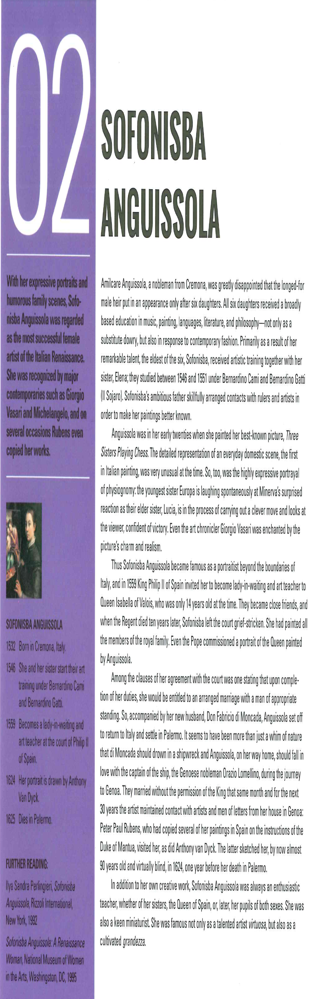 02
With her expressive portraits and
humorous family scenes, Sofo-
nisba Anguissola was regarded
as the most successful female
artist of the Italian Renaissance.
She was recognized by major
contemporaries such as Giorgio
Vasari and Michelangelo, and on
several occasions Rubens even
copied her works.
SOFONISBA ANGUISSOLA
1532 Born in Cremona, Italy.
1546 She and her sister start their art
training under Bernardino Cami
and Bernardino Gatti.
1559 Becomes a lady-in-waiting and
art teacher at the court of Philip II
of Spain.
1624 Her portrait is drawn by Anthony
Van Dyck.
1625 Dies in Palermo.
FURTHER READING:
Ilya Sandra Perlingieri, Sofonisba
Anguissola, Rizzoli International,
New York, 1992
Sofonisba Anguissola: A Renaissance
Woman, National Museum of Women
in the Arts, Washingston, DC, 1995
SOFONISBA
ANGUISSOLA
Amilcare Anguissola, a nobleman from Cremona, was greatly disappointed that the longed-for
male heir put in an appearance only after six daughters. All six daughters received a broadly
based education in music, painting, languages, literature, and philosophy—not only as a
substitute dowry, but also in response to contemporary fashion. Primarily as a result of her
remarkable talent, the eldest of the six, Sofonisba, received artistic training together with her
sister, Elena; they studied between 1546 and 1551 under Bernardino Cami and Bernardino Gatti
(Il Sojaro). Sofonisba's ambitious father skillfully arranged contacts with rulers and artists in
order to make her paintings better known.
Anguissola was in her early twenties when she painted her best-known picture, Three
Sisters Playing Chess. The detailed representation of an everyday domestic scene, the first
in Italian painting, was very unusual at the time. So, too, was the highly expressive portrayal
of physiognomy: the youngest sister Europa is laughing spontaneously at Minerva's surprised
reaction as their elder sister, Lucia, is in the process of carrying out a clever move and looks at
the viewer, confident of victory. Even the art chronicler Giorgio Vasari was enchanted by the
picture's charm and realism.
Thus Sofonisba Anguissola became famous as a portraitist beyond the boundaries of
Italy, and in 1559 King Philip II of Spain invited her to become lady-in-waiting and art teacher to
Queen Isabella of Valois, who was only 14 years old at the time. They became close friends, and
when the Regent died ten years later, Sofonisba left the court grief-stricken. She had painted all
the members of the royal family. Even the Pope commissioned a portrait of the Queen painted
by Anguissola.
Among the clauses of her agreement with the court was one stating that upon comple-
tion of her duties, she would be entitled to an arranged marriage with a man of appropriate
standing. So, accompanied by her new husband, Don Fabricio di Moncada, Anguissola set off
to return to Italy and settle in Palermo. It seems to have been more than just a whim of nature
that di Moncada should drown in a shipwreck and Anguissola, on her way home, should fall in
love with the captain of the ship, the Genoese nobleman Orazio Lomellino, during the journey
to Genoa. They married without the permission of the King that same month and for the next
30 years the artist maintained contact with artists and men of letters from her house in Genoa:
Peter Paul Rubens, who had copied several of her paintings in Spain on the instructions of the
Duke of Mantua, visited her, as did Anthony van Dyck. The latter sketched her, by now almost
90 years old and virtually blind, in 1624, one year before her death in Palermo.
In addition to her own creative work, Sofonisba Anguissola was always an enthusiastic
teacher, whether of her sisters, the Queen of Spain, or, later, her pupils of both sexes. She was
also a keen miniaturist. She was famous not only as a talented artist virtuosa, but also as a
cultivated grandezza.